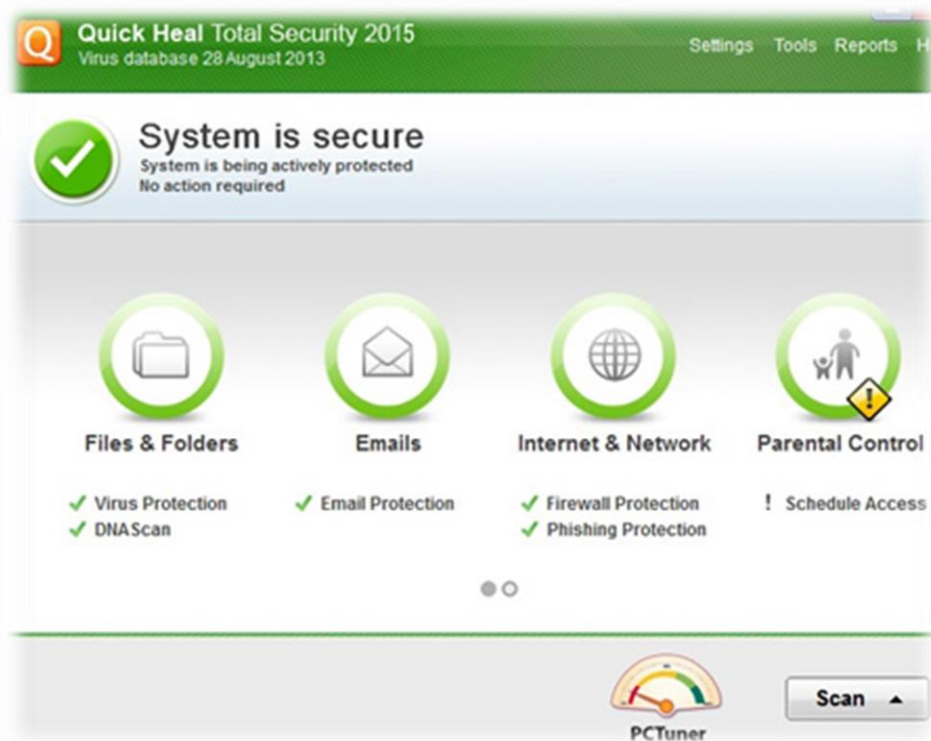 Q
Quick Heal Total Security 2015
Virus database 28 August 2013
Settings Tools Reports H
System is secure
System is being actively protected
No action required
Files & Folders
Emails
Internet & Network
Parental Control
Virus Protection
DNAScan
Email Protection
Firewall Protection
Phishing Protection
! Schedule Access
PCTuner
Scan